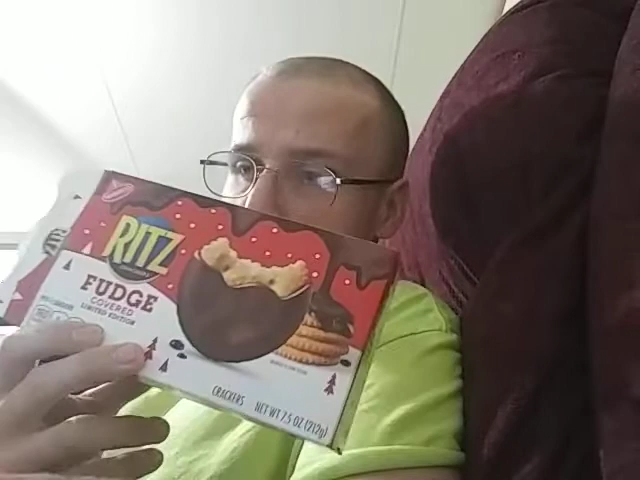 RITZ
FUDGE
COVERED
LIMITED EDITION
CRACKERS NET WT 7.5 OZ (212g)